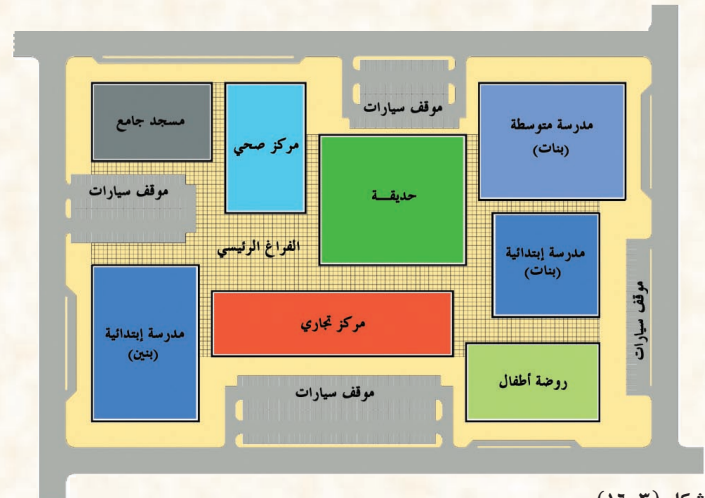 موقف سيارات
مدرسة متوسطة
(بنات)
مركز صحي
مسجد جامع
حديقـــة
موقف سيارات
مدرسة إبتدائية
(بنات)
الفراغ الرئيسي
موقف سيارات
مركز تجاري
مدرسة إبتدائية
(بنين)
روضة أطفال
موقف سيارات